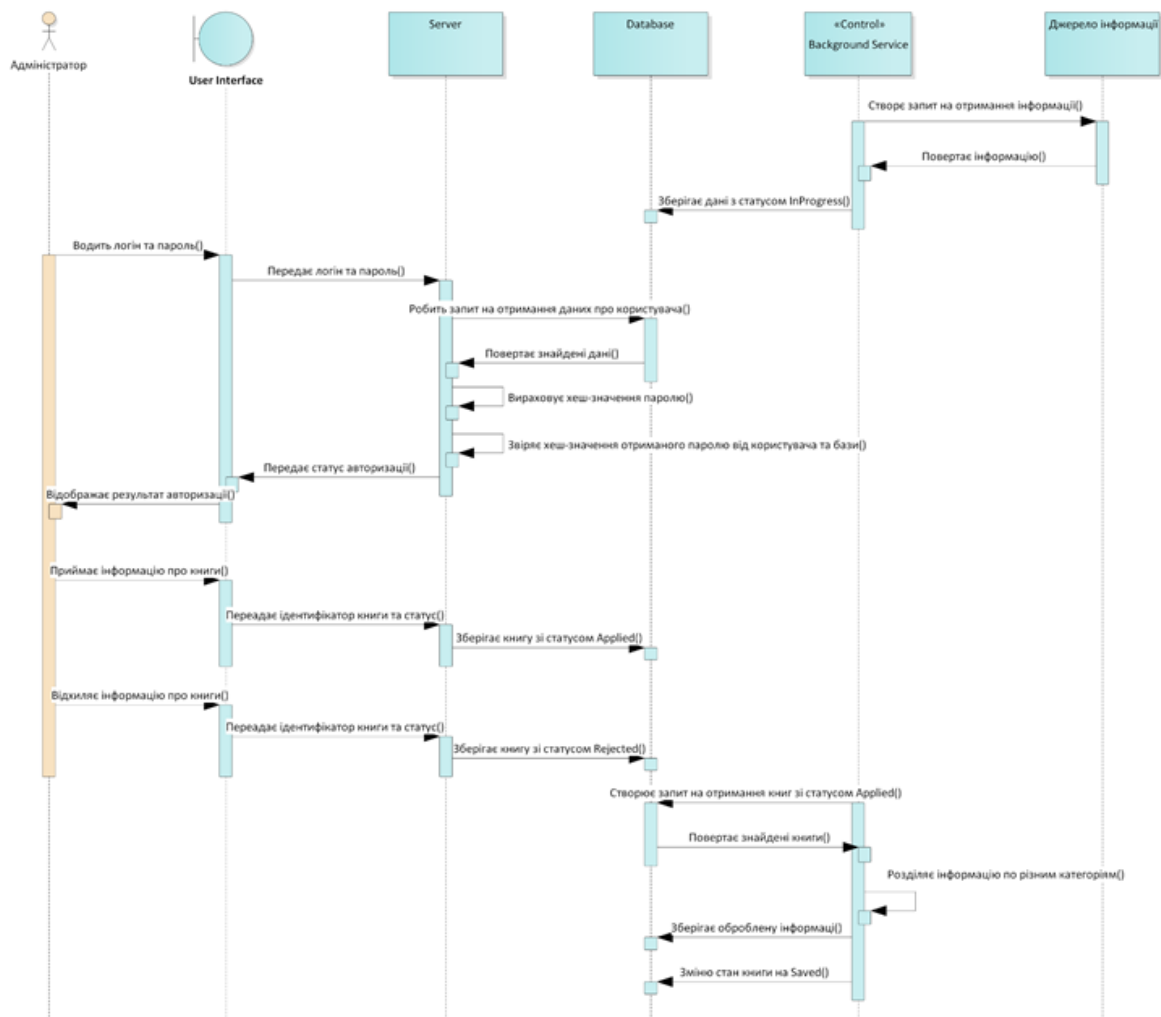 Server
Database
«Control»
Background Service
Джерело інформації
Адміністратор
User Interface
Створє запит на отримання інформації()
Повертає інформацію()
Зберігає дані з статусом InProgress()
Водить логін та пароль()
Передає логін та пароль()
Робить запит на отримання даних про користувача()
Повертає знайдені дані()
Вираховує хеш-значення паролю()
Звіряє хеш-значення отриманого паролю від користувача та бази()
Передає статус авторизації()
Відображає результат авторизації()
Приймає інформацію про книги()
Переадає ідентифікатор книги та статус()
Зберігає книгу зі статусом Applied()
Відхиляє інформацію про книги()
Переадає ідентифікатор книги та статус()
Зберігає книгу зі статусом Rejected()
Створює запит на отримання книг зі статусом Applied()
Повертає знайдені книги()
Розділяє інформацію по різним категоріям()
Зберігає оброблену інформаці()
Зміню стан книги на Saved()